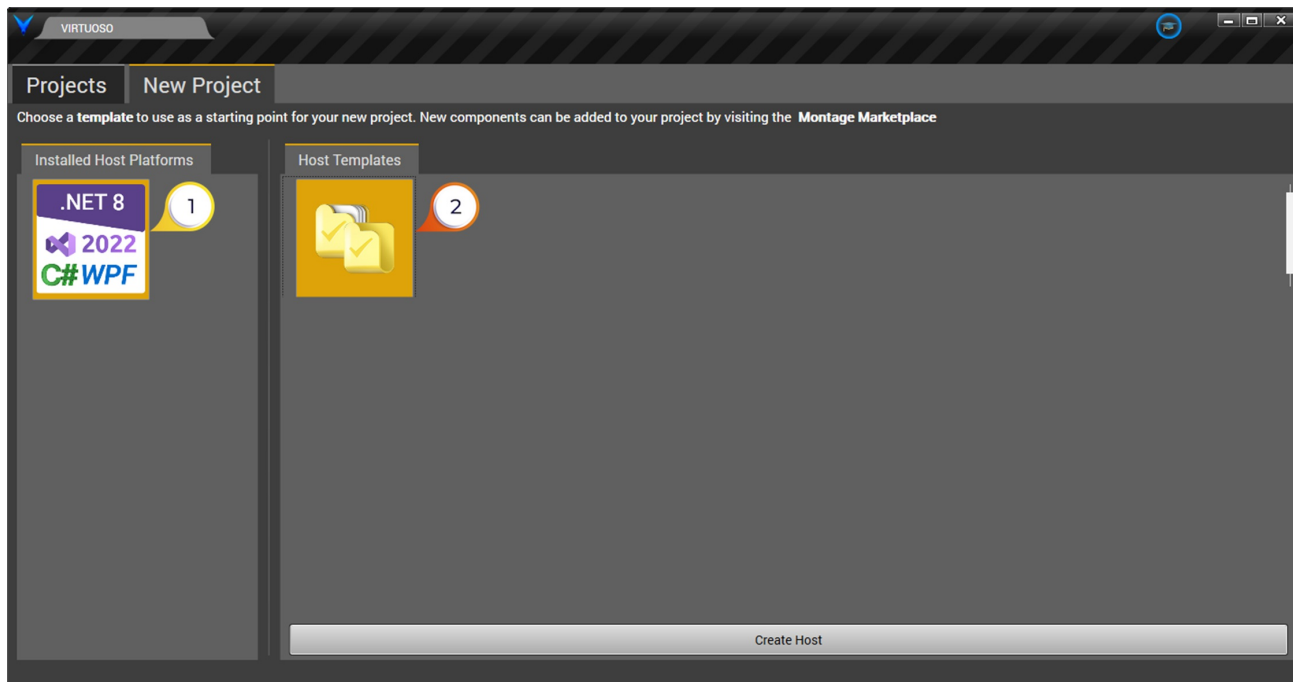 VIRTUOSO
Projects
New Project
Choose a template to use as a starting point for your new project. New components can be added to your project by visiting the Montage Marketplace
Installed Host Platforms
Host Templates
.NET 8
2022
C# WPF
1
2
Create Host